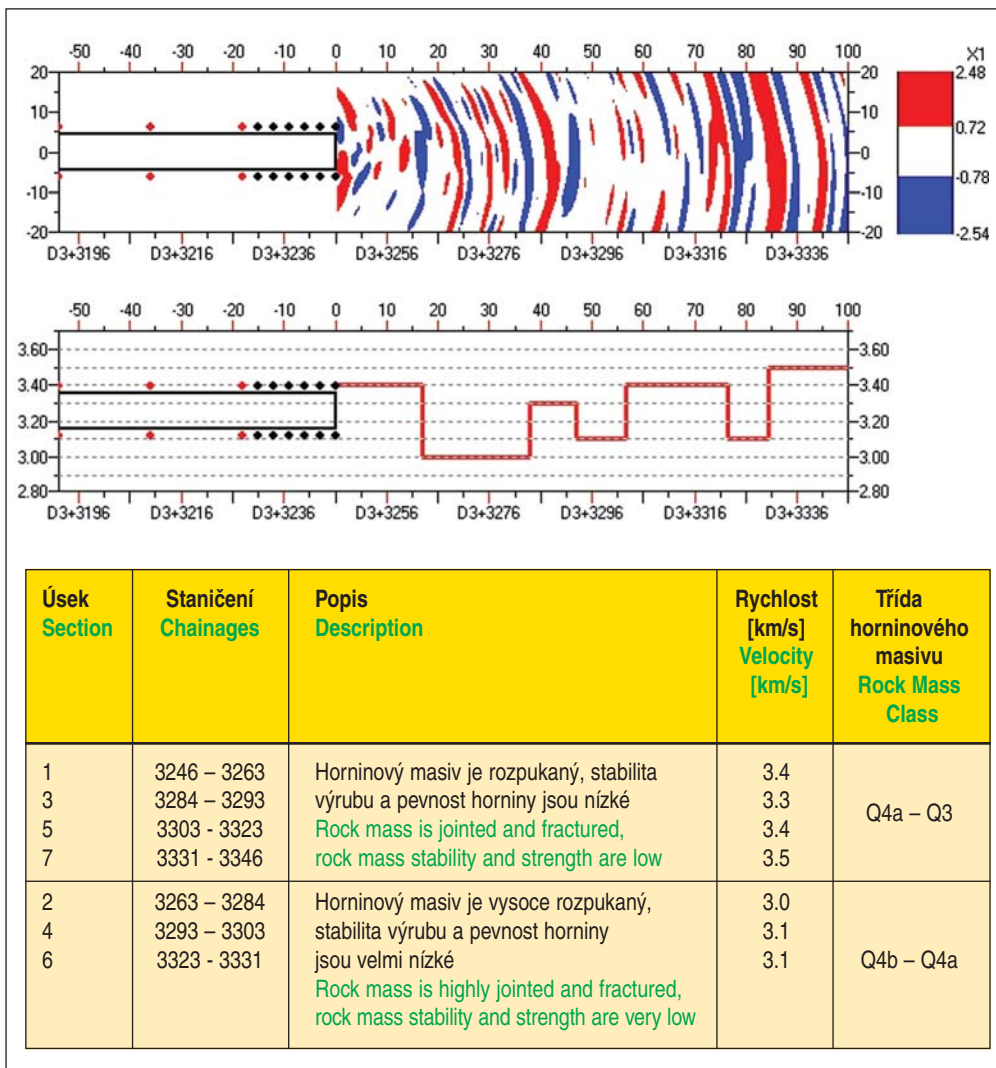 -50 -40 -30 -20 -10 0 10 20 30 40 50 60 70 80 90 100
X1
20 20
10 10
0 0
-10 -10
-20 -20
2.48
0.72
-0.78
-2.54
D3+3196 D3+3216 D3+3236 D3+3256 D3+3276 D3+3296 D3+3316 D3+3336
-50 -40 -30 -20 -10 0 10 20 30 40 50 60 70 80 90 100
3.60 3.60
3.40 3.40
3.20 3.20
3.00 3.00
2.80 2.80
D3+3196 D3+3216 D3+3236 D3+3256 D3+3276 D3+3296 D3+3316 D3+3336
Úsek
Section
Staničení
Chainages
Popis
Description
Rychlost
[km/s]
Velocity
[km/s]
Třída
horninového
masivu
Rock Mass
Class
1 3246 – 3263 Horninový masiv je rozpukaný, stabilita 3.4
3 3284 – 3293 výrubu a pevnost horniny jsou nízké 3.3
5 3303 - 3323 Rock mass is jointed and fractured, 3.4
7 3331 - 3346 rock mass stability and strength are low 3.5
Q4a – Q3
2 3263 – 3284 Horninový masiv je vysoce rozpukaný, 3.0
4 3293 – 3303 stabilita výrubu a pevnost horniny 3.1
6 3323 - 3331 jsou velmi nízké 3.1 Q4b – Q4a
Rock mass is highly jointed and fractured,
rock mass stability and strength are very low